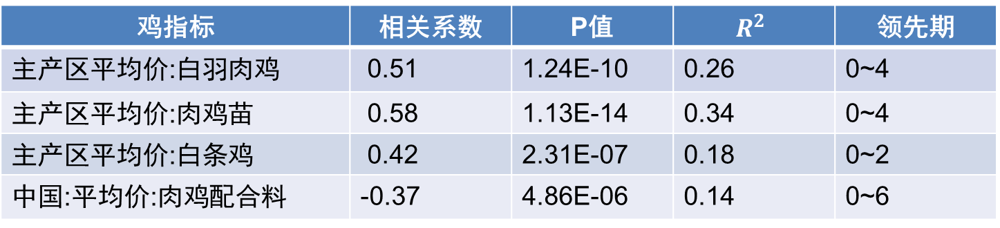 鸡指标 相关系数 P值 R² 领先期
主产区平均价:白羽肉鸡 0.51 1.24E-10 0.26 0~4
主产区平均价:肉鸡苗 0.58 1.13E-14 0.34 0~4
主产区平均价:白条鸡 0.42 2.31E-07 0.18 0~2
中国:平均价:肉鸡配合料 -0.37 4.86E-06 0.14 0~6